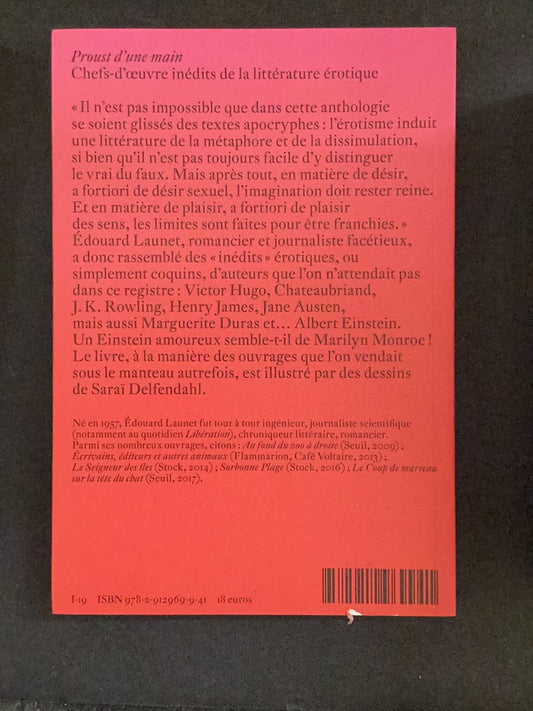 Proust d'une main
Chefs-d'œuvre inédits de la littérature érotique
« Il n'est pas impossible que dans cette anthologie
se soient glissés des textes apocryphes : l'érotisme induit
une littérature de la métaphore et de la dissimulation,
si bien qu'il n'est pas toujours facile d'y distinguer
le vrai du faux. Mais après tout, en matière de désir,
a fortiori de désir sexuel, l'imagination doit rester reine.
Et en matière de plaisir, a fortiori de plaisir
des sens, les limites sont faites pour être franchies. »
Édouard Launet, romancier et journaliste facétieux,
a donc rassemblé des « inédits » érotiques, ou
simplement coquins, d'auteurs que l'on n'attendait pas
dans ce registre : Victor Hugo, Chateaubriand,
J. K. Rowling, Henry James, Jane Austen,
mais aussi Marguerite Duras et… Albert Einstein.
Un Einstein amoureux semble-t-il de Marilyn Monroe !
Le livre, à la manière des ouvrages que l'on vendait
sous le manteau autrefois, est illustré par des dessins
de Saraï Delfendahl.
Né en 1957, Édouard Launet fut tour à tour ingénieur, journaliste scientifique
(notamment au quotidien Libération), chroniqueur littéraire, romancier.
Parmi ses nombreux ouvrages, citons : Au fond du zoo à droite (Seuil, 2009) ;
Écrivains, éditeurs et autres animaux (Flammarion, Café Voltaire, 2013) ;
Le Seigneur des îles (Stock, 2014) ; Sorbonne Plage (Stock, 2016) ; Le Coup de marteau
sur la tête du chat (Seuil, 2017).
I-19 ISBN 978-2-912969-9-41 18 euros